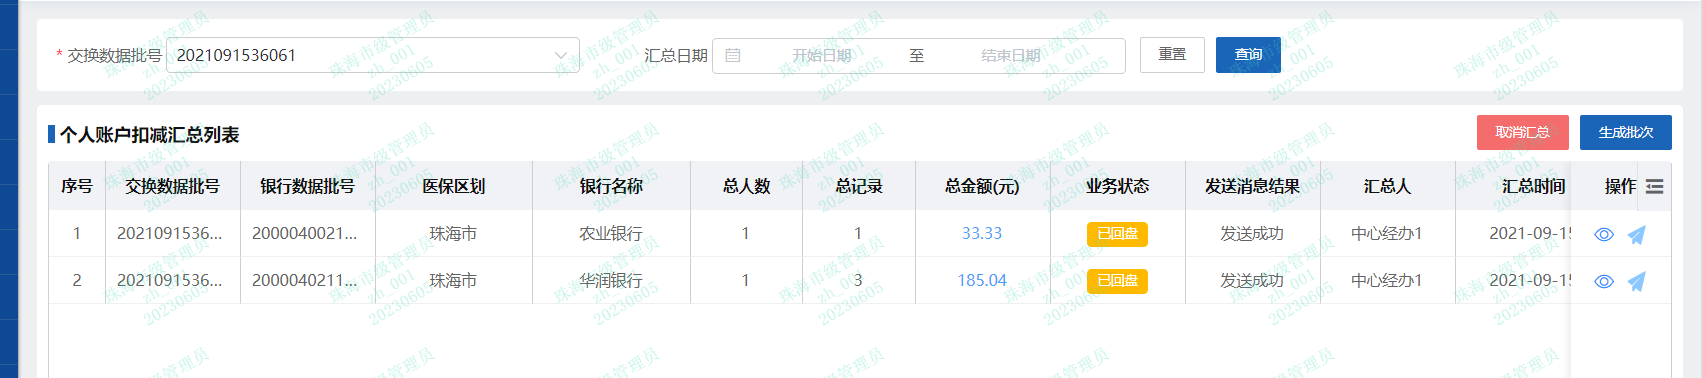 * 交换数据批号 2021091536061 汇总日期 开始日期 至 结束日期 重置 查询
个人账户扣减汇总列表 取消汇总 生成批次
序号 交换数据批号 银行数据批号 医保区划 银行名称 总人数 总记录 总金额(元) 业务状态 发送消息结果 汇总人 汇总时间 操作
1 2021091536... 2000040021... 珠海市 农业银行 1 1 33.33 已回盘 发送成功 中心经办1 2021-09-15
2 2021091536... 2000040211... 珠海市 华润银行 1 3 185.04 已回盘 发送成功 中心经办1 2021-09-15
珠海市级管理员
zh_001
20230605